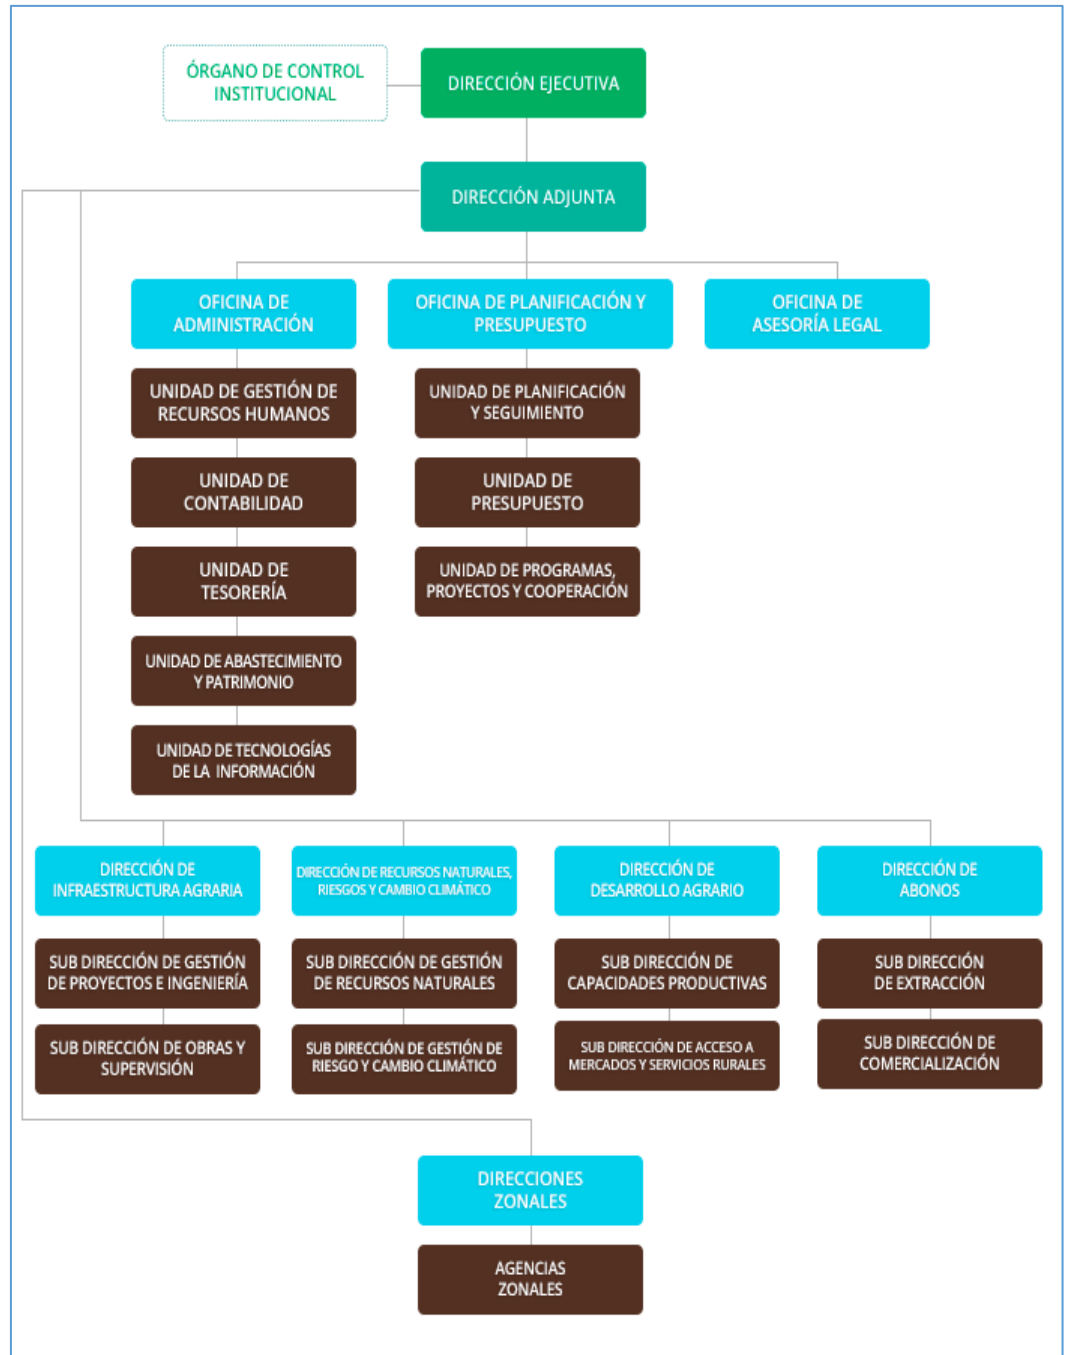 ÓRGANO DE CONTROL
INSTITUCIONAL
DIRECCIÓN EJECUTIVA
DIRECCIÓN ADJUNTA
OFICINA DE
ADMINISTRACIÓN
OFICINA DE PLANIFICACIÓN Y
PRESUPUESTO
OFICINA DE
ASESORÍA LEGAL
UNIDAD DE GESTIÓN DE
RECURSOS HUMANOS
UNIDAD DE PLANIFICACIÓN
Y SEGUIMIENTO
UNIDAD DE
CONTABILIDAD
UNIDAD DE
PRESUPUESTO
UNIDAD DE
TESORERÍA
UNIDAD DE PROGRAMAS,
PROYECTOS Y COOPERACIÓN
UNIDAD DE ABASTECIMIENTO
Y PATRIMONIO
UNIDAD DE TECNOLOGÍAS
DE LA INFORMACIÓN
DIRECCIÓN DE
INFRAESTRUCTURA AGRARIA
DIRECCIÓN DE RECURSOS NATURALES,
RIESGOS Y CAMBIO CLIMÁTICO
DIRECCIÓN DE
DESARROLLO AGRARIO
DIRECCIÓN DE
ABONOS
SUB DIRECCIÓN DE GESTIÓN
DE PROYECTOS E INGENIERÍA
SUB DIRECCIÓN DE GESTIÓN
DE RECURSOS NATURALES
SUB DIRECCIÓN DE
CAPACIDADES PRODUCTIVAS
SUB DIRECCIÓN
DE EXTRACCIÓN
SUB DIRECCIÓN DE OBRAS Y
SUPERVISIÓN
SUB DIRECCIÓN DE GESTIÓN DE
RIESGO Y CAMBIO CLIMÁTICO
SUB DIRECCIÓN DE ACCESO A
MERCADOS Y SERVICIOS RURALES
SUB DIRECCIÓN DE
COMERCIALIZACIÓN
DIRECCIONES
ZONALES
AGENCIAS
ZONALES